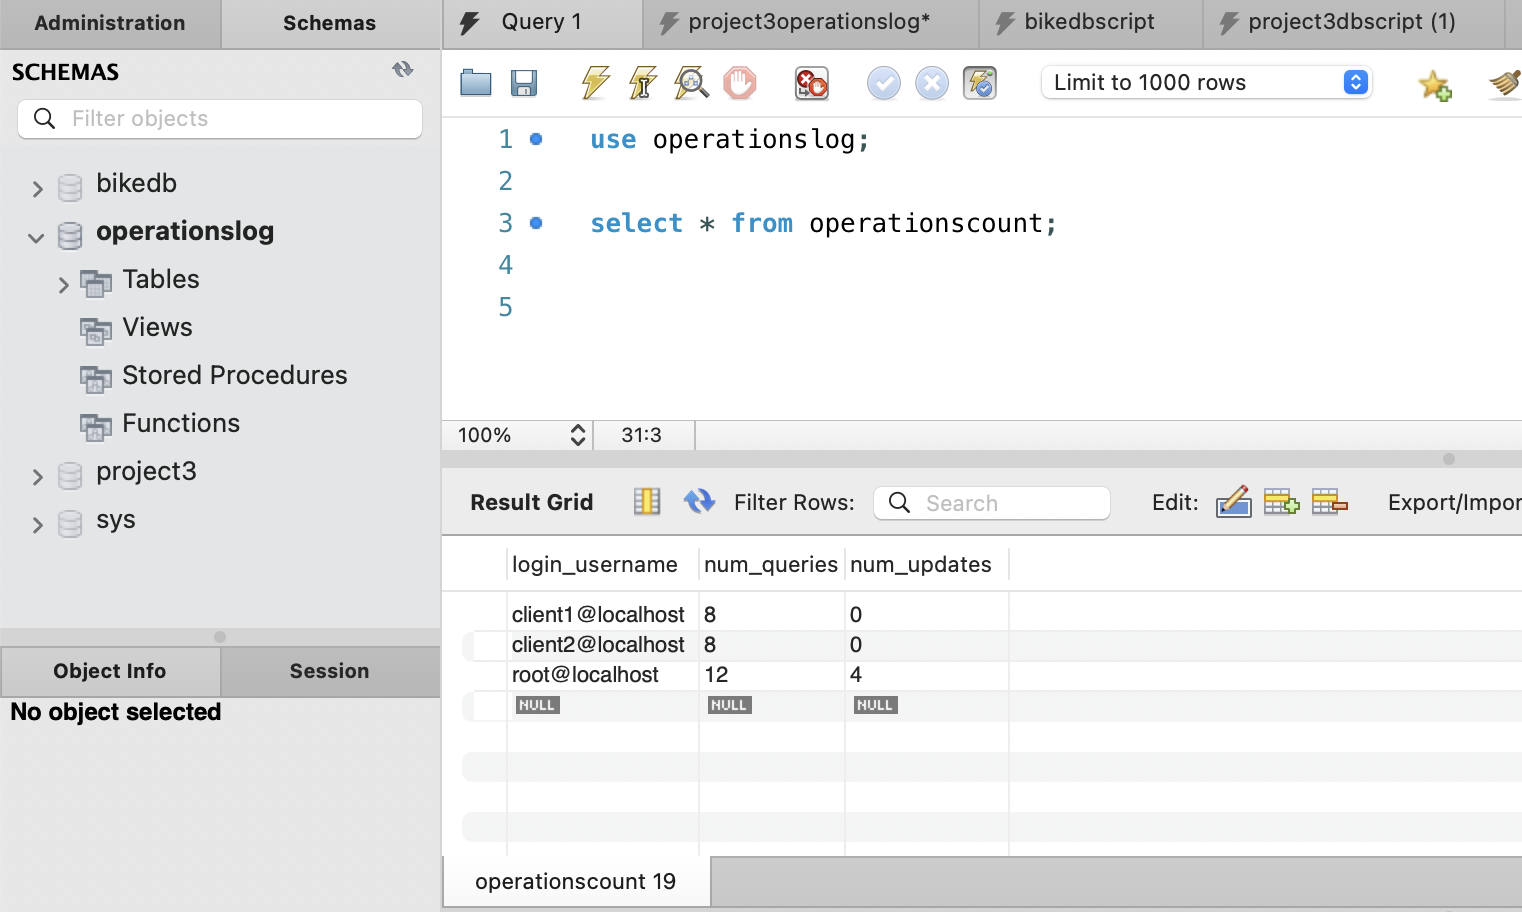 Administration
Schemas
SCHEMAS
Filter objects
bikedb
operationslog
Tables
Views
Stored Procedures
Functions
project3
sys
Object Info
Session
No object selected
Query 1
project3operationslog*
bikedbscript
project3dbscript (1)
Limit to 1000 rows
1 use operationslog;
2
3 select * from operationscount;
4
5
100%
31:3
Result Grid
Filter Rows:
Search
Edit:
Export/Impor
login_username num_queries num_updates
client1@localhost 8 0
client2@localhost 8 0
root@localhost 12 4
NULL NULL NULL
operationscount 19